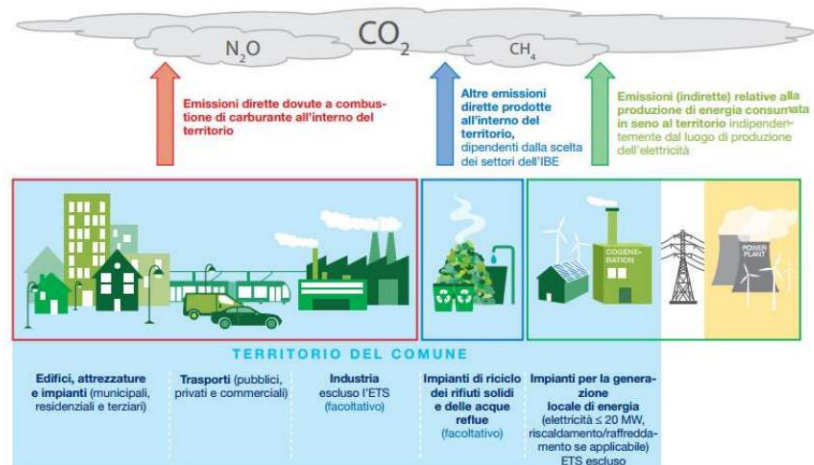 CO2
N2O
CH4
Emissioni dirette dovute a combus-
tione di carburante all'interno del
territorio
Altre emissioni
dirette prodotte
all'interno del
territorio,
dipendenti dalla scelta
dei settori dell'IBE
Emissioni (indirette) relative alla
produzione di energia consumata
in seno al territorio indipenden-
temente dal luogo di produzione
dell'elettricità
COGENE-
RATION
POWER
PLANT
TERRITORIO DEL COMUNE
Edifici, attrezzature
e impianti (municipali,
residenziali e terziari)
Trasporti (pubblici,
privati e commerciali)
Industria
escluso l'ETS
(facoltativo)
Impianti di riciclo
dei rifiuti solidi
e delle acque
reflue
(facoltativo)
Impianti per la genera-
zione
locale di energia
(elettricità ≤ 20 MW,
riscaldamento/raffredda-
mento se applicabile)
ETS escluso